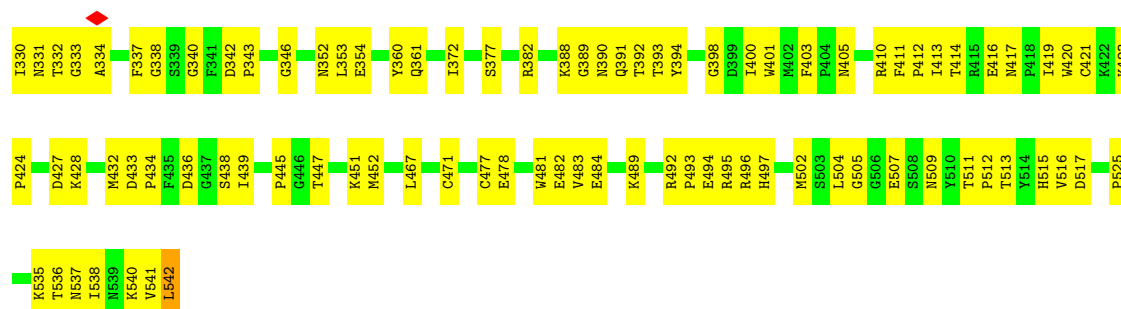 I330 N331 T332 G333 A334 F337 G338 S339 G340 F341 D342 P343 G346 N352 L353 E354 Y360 Q361 I372 S377 R382 K388 G389 N390 Q391 T392 T393 Y394 G398 D399 I400 W401 M402 F403 P404 N405 R410 F411 P412 I413 T414 R415 E416 N417 P418 I419 W420 C421 K422
P424 D427 K428 M432 D433 P434 F435 D436 G437 S438 I439 P445 G446 T447 K451 M452 L467 C471 C477 E478 W481 E482 V483 E484 K489 R492 P493 E494 R495 R496 H497 M502 S503 L504 G505 G506 E507 S508 N509 Y510 T511 P512 T513 Y514 H515 V516 D517 P525
K535 T536 N537 I538 N539 K540 V541 L542